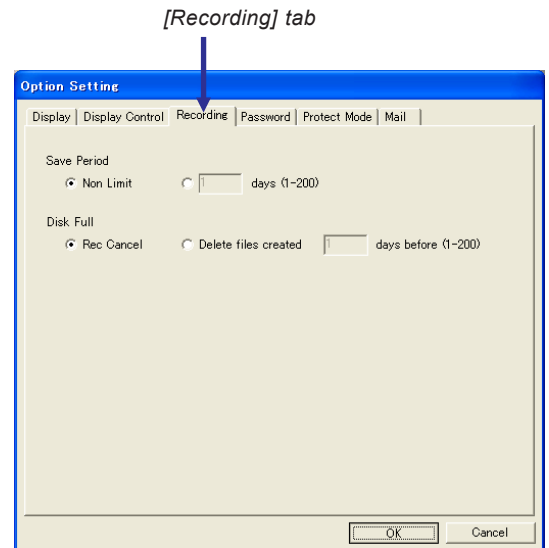 [Recording] tab
Option Setting
Display Display Control Recording Password Protect Mode Mail
Save Period
Non Limit 1 days (1-200)
Disk Full
Rec Cancel Delete files created 1 days before (1-200)
OK Cancel